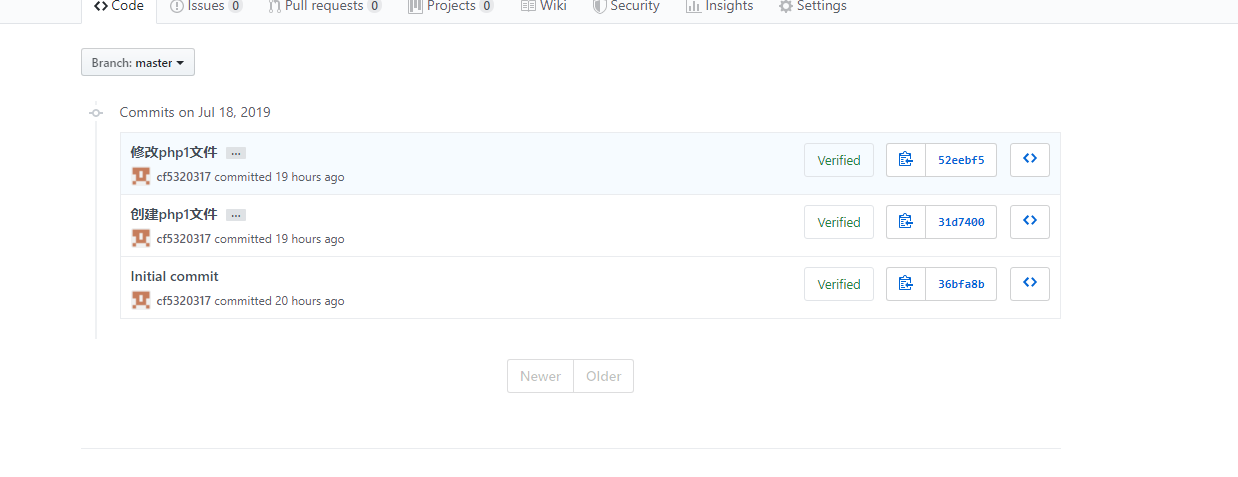 Code Issues 0 Pull requests 0 Projects 0 Wiki Security Insights Settings
Branch: master
Commits on Jul 18, 2019
修改php1文件 ...
cf5320317 committed 19 hours ago
Verified 52eebf5
创建php1文件 ...
cf5320317 committed 19 hours ago
Verified 31d7400
Initial commit
cf5320317 committed 20 hours ago
Verified 36bfa8b
Newer Older